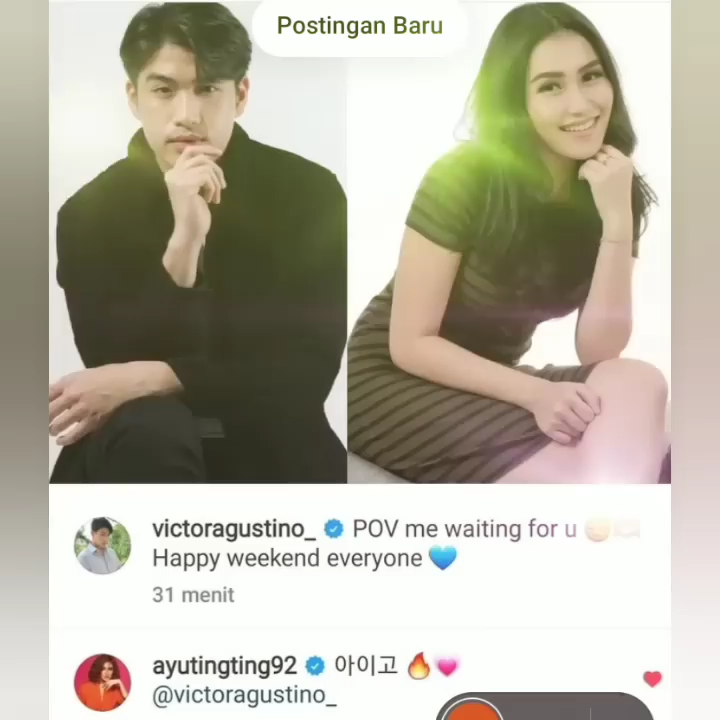 Postingan Baru
victoragustino_ POV me waiting for u
Happy weekend everyone 💙
31 menit
ayutingting92 아이고 🔥💗
@victoragustino_